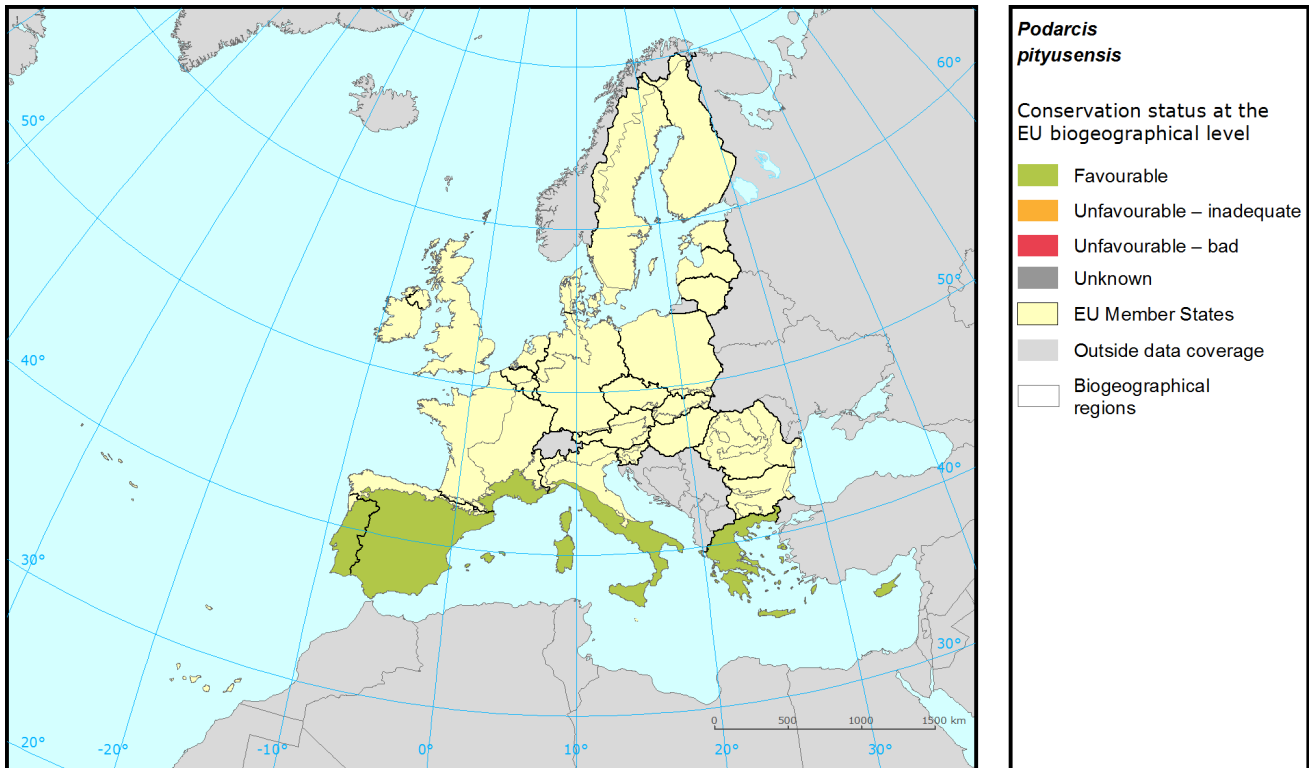 Podarcis
pityusensis
Conservation status at the
EU biogeographical level
Favourable
Unfavourable – inadequate
Unfavourable – bad
Unknown
EU Member States
Outside data coverage
Biogeographical
regions
60°
50°
50°
40°
40°
30°
30°
20°
-20°
-10°
0°
10°
20°
30°
0 500 1000 1500 km